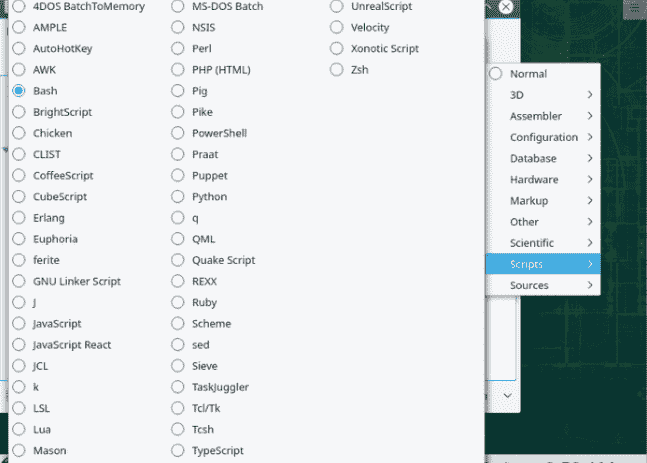 4DOS BatchToMemory
AMPLE
AutoHotKey
AWK
Bash
BrightScript
Chicken
CLIST
CoffeeScript
CubeScript
Erlang
Euphoria
ferite
GNU Linker Script
J
JavaScript
JavaScript React
JCL
k
LSL
Lua
Mason
MS-DOS Batch
NSIS
Perl
PHP (HTML)
Pig
Pike
PowerShell
Praat
Puppet
Python
q
QML
Quake Script
REXX
Ruby
Scheme
sed
Sieve
TaskJuggler
Tcl/Tk
Tcsh
TypeScript
UnrealScript
Velocity
Xonotic Script
Zsh
Normal
3D
Assembler
Configuration
Database
Hardware
Markup
Other
Scientific
Scripts
Sources